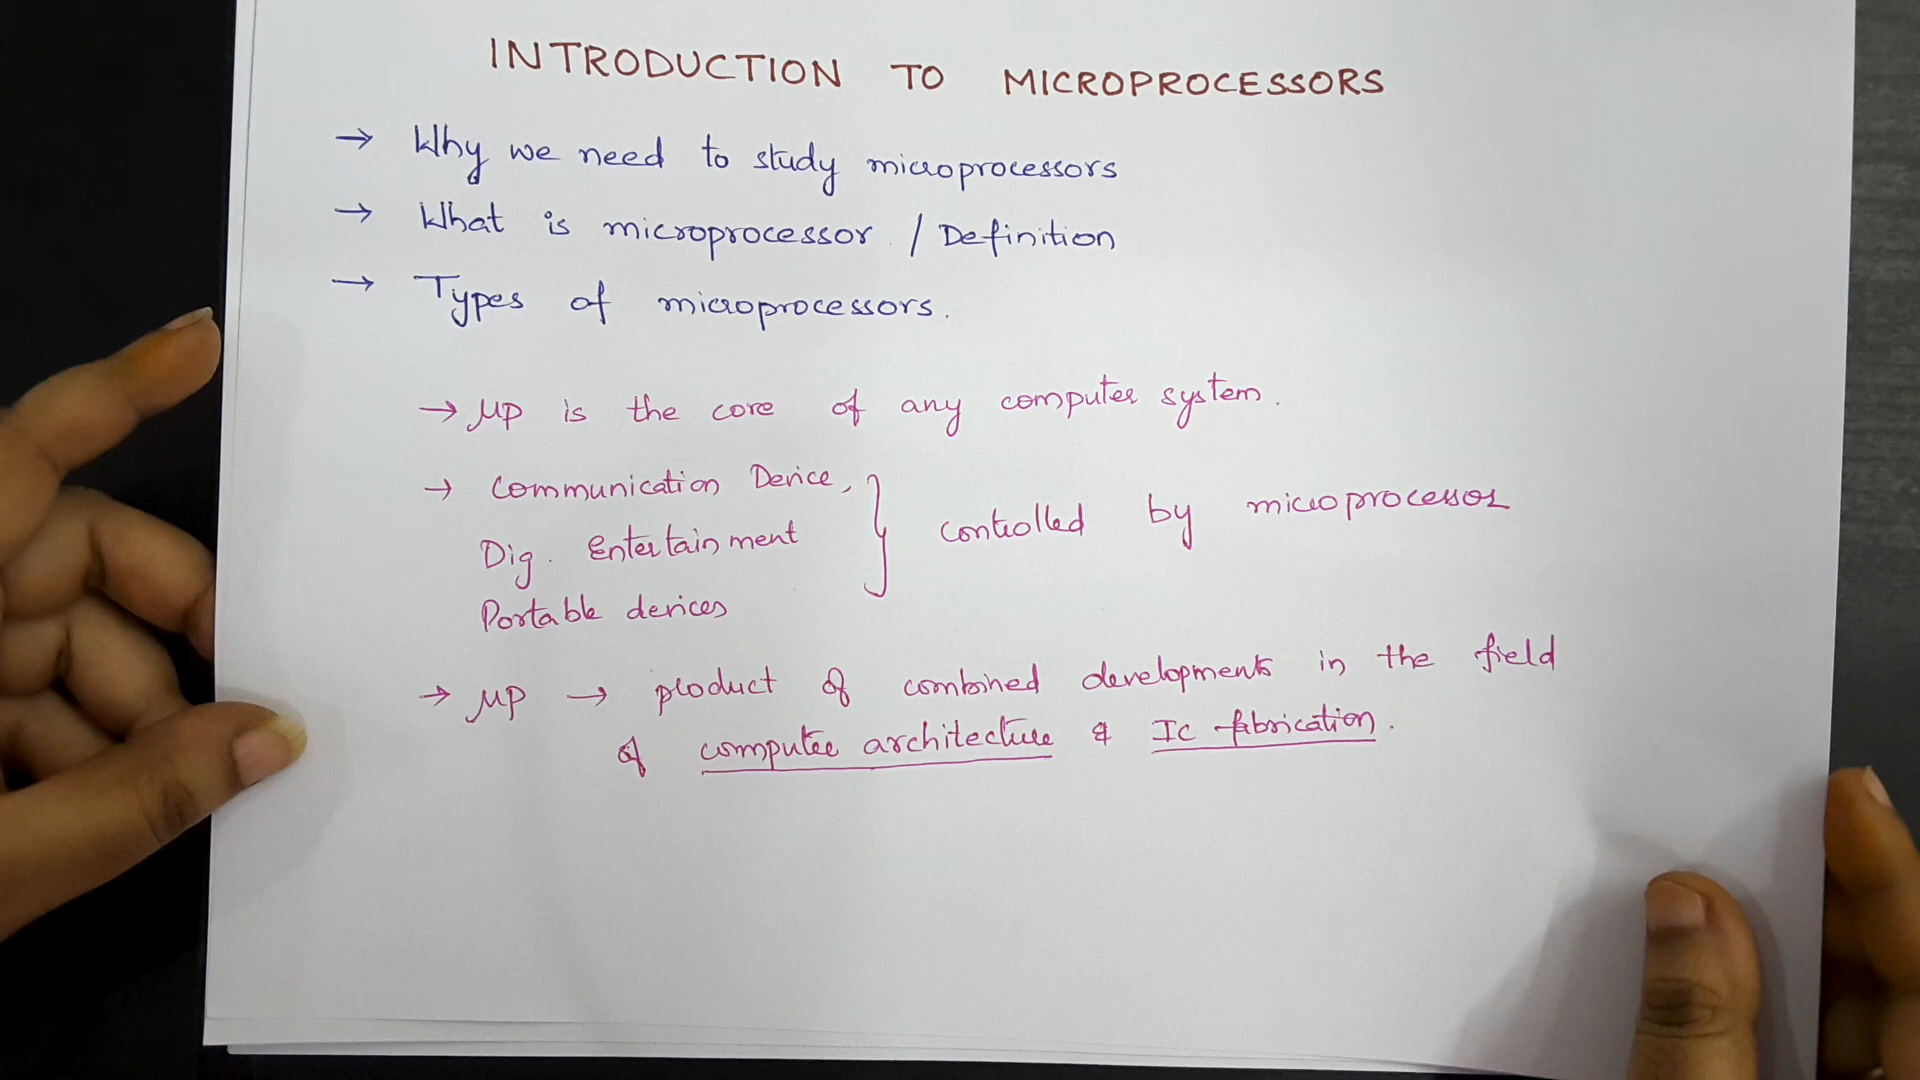 INTRODUCTION TO MICROPROCESSORS
→ Why we need to study microprocessors
→ What is microprocessor / Definition
→ Types of microprocessors.
→ μp is the core of any computer system.
→ Communication Device, } controlled by microprocessor
Dig. Entertainment
Portable devices
→ μp → product of combined developments in the field
of computer architecture & IC fabrication.